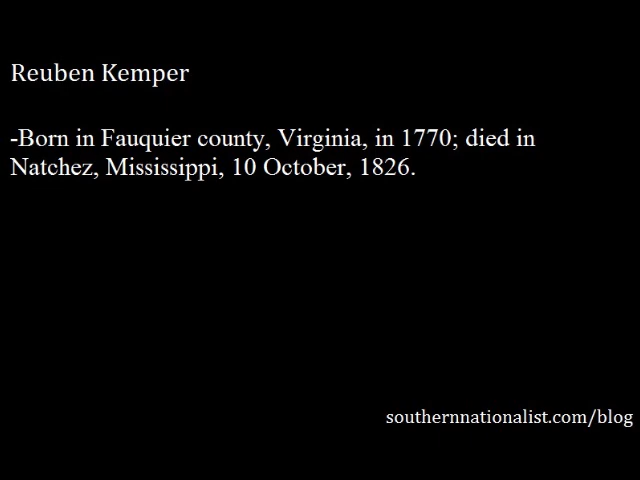 Reuben Kemper
-Born in Fauquier county, Virginia, in 1770; died in
Natchez, Mississippi, 10 October, 1826.
southernnationalist.com/blog